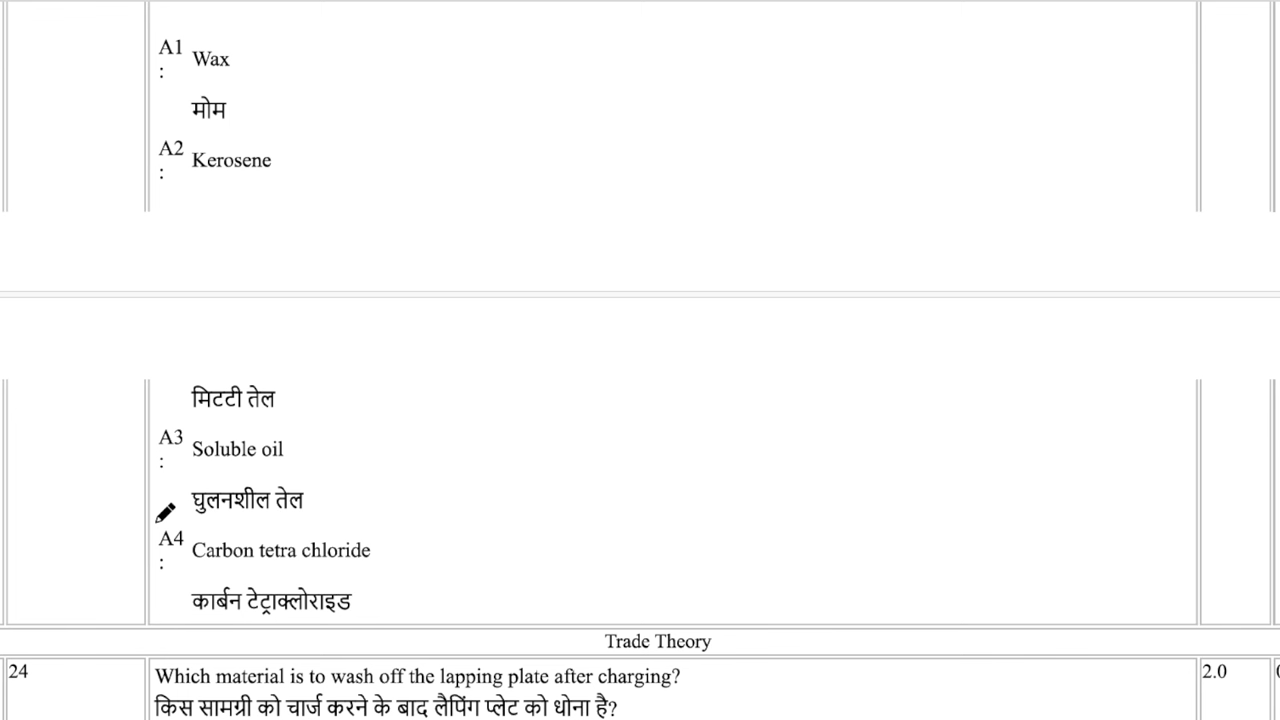 A1
: Wax
मोम
A2
: Kerosene
मिटटी तेल
A3
: Soluble oil
घुलनशील तेल
A4
: Carbon tetra chloride
कार्बन टेट्राक्लोराइड
Trade Theory
24 Which material is to wash off the lapping plate after charging? 2.0
किस सामग्री को चार्ज करने के बाद लैपिंग प्लेट को धोना है?